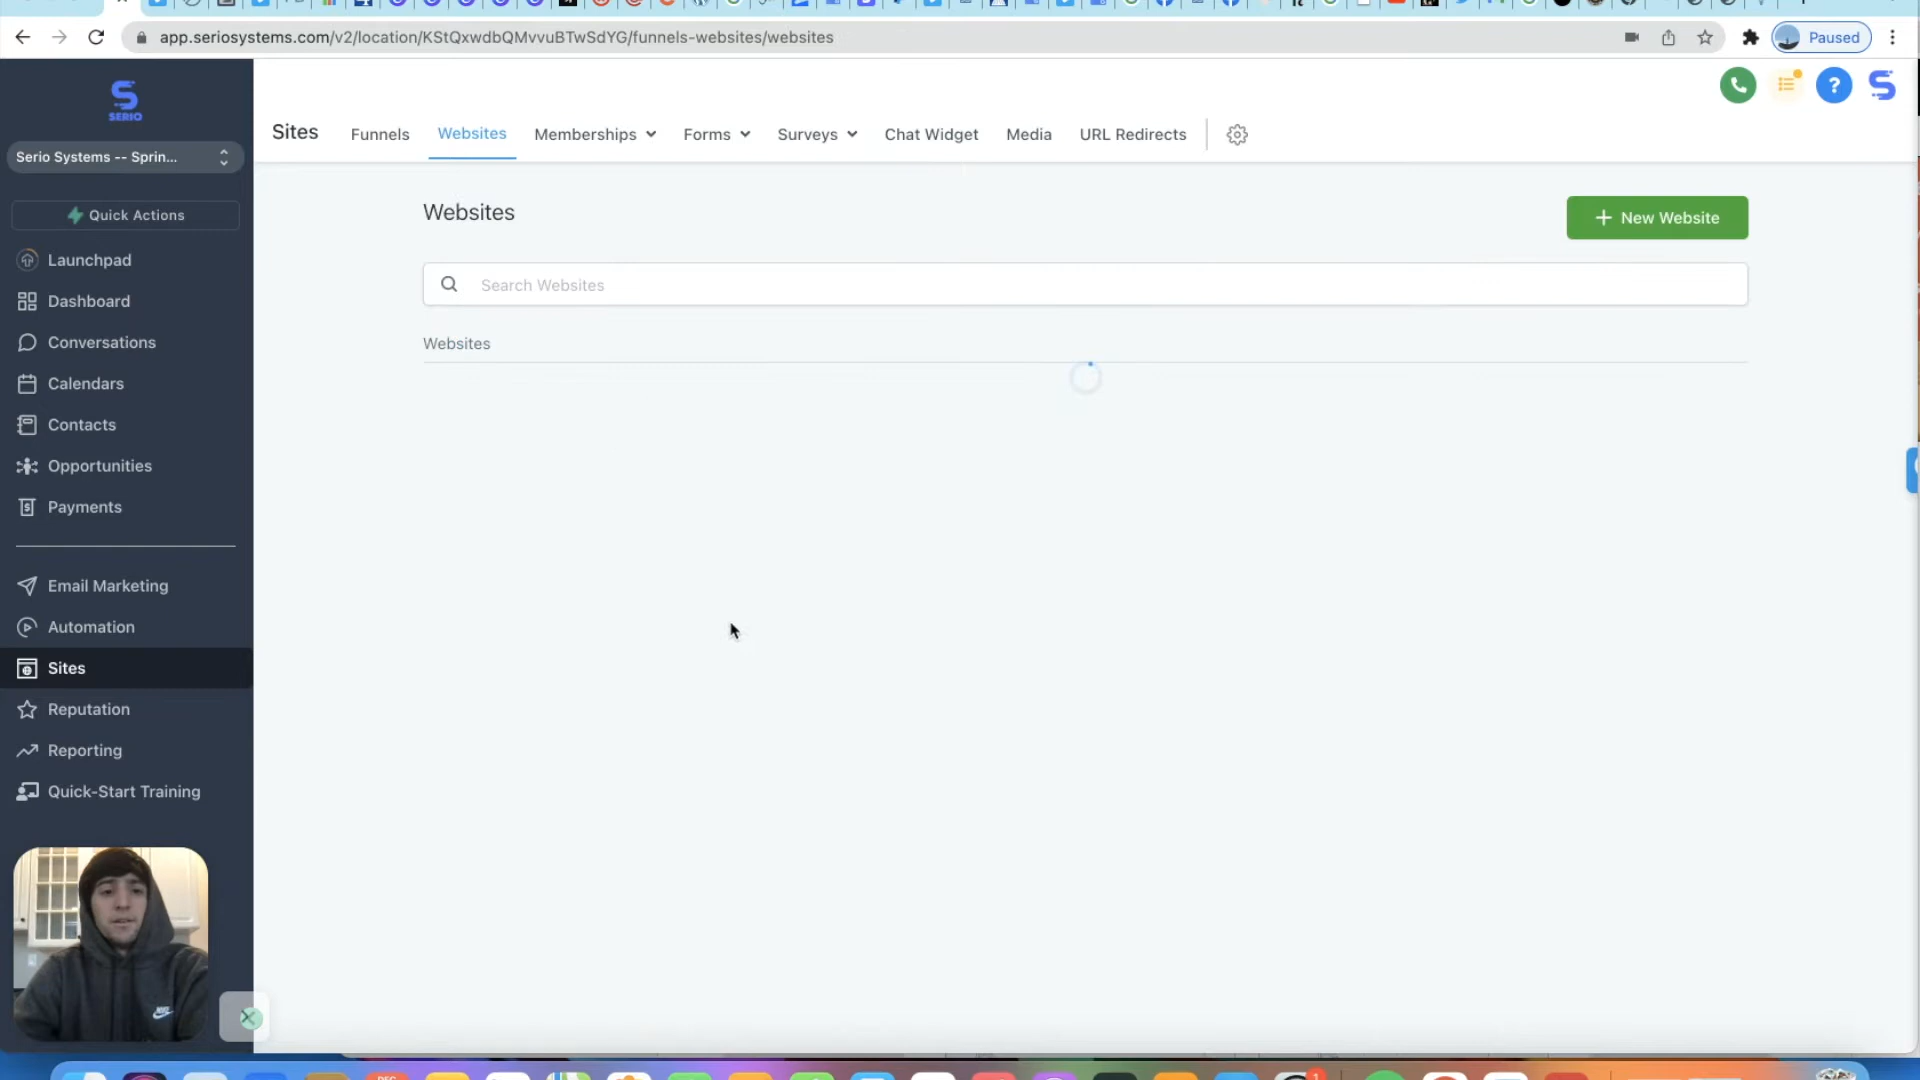 app.seriosystems.com/v2/location/KStQxwdbQMvvuBTwSdYG/funnels-websites/websites
Paused
SERIO
Serio Systems -- Sprin...
Quick Actions
Launchpad
Dashboard
Conversations
Calendars
Contacts
Opportunities
Payments
Email Marketing
Automation
Sites
Reputation
Reporting
Quick-Start Training
Sites
Funnels
Websites
Memberships
Forms
Surveys
Chat Widget
Media
URL Redirects
Websites
+ New Website
Search Websites
Websites